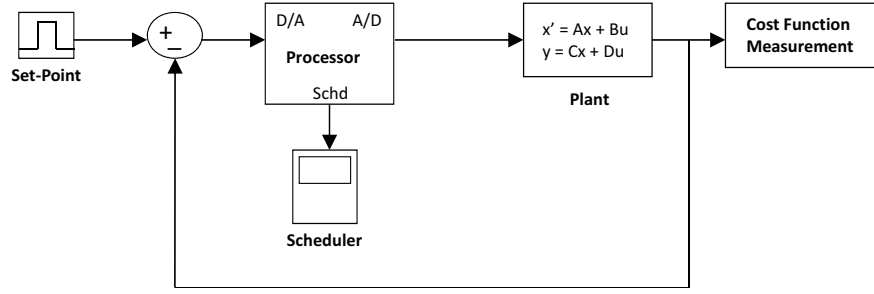 Set-Point
+
–
D/A A/D
Processor
Schd
Scheduler
x' = Ax + Bu
y = Cx + Du
Plant
Cost Function
Measurement